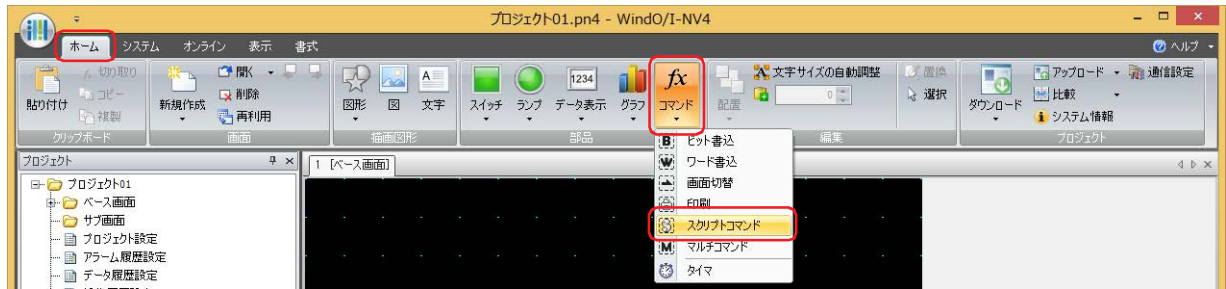 プロジェクト01.pn4 - WindO/I-NV4
ホーム システム オンライン 表示 書式 ヘルプ
貼り付け 切り取り コピー 複製
新規作成 開く 削除 再利用
図形 図 文字
スイッチ ランプ 1234 データ表示 グラフ fx コマンド
配置 文字サイズの自動調整 0 置換 選択
ダウンロード アップロード 比較 システム情報 通信設定
クリップボード 画面 描画図形 部品 編集 プロジェクト
B ビット書込
W ワード書込
画面切替
印刷
S スクリプトコマンド
M マルチコマンド
タイマ
プロジェクト
1 [ベース画面]
プロジェクト01
ベース画面
サブ画面
プロジェクト設定
アラーム履歴設定
データ履歴設定